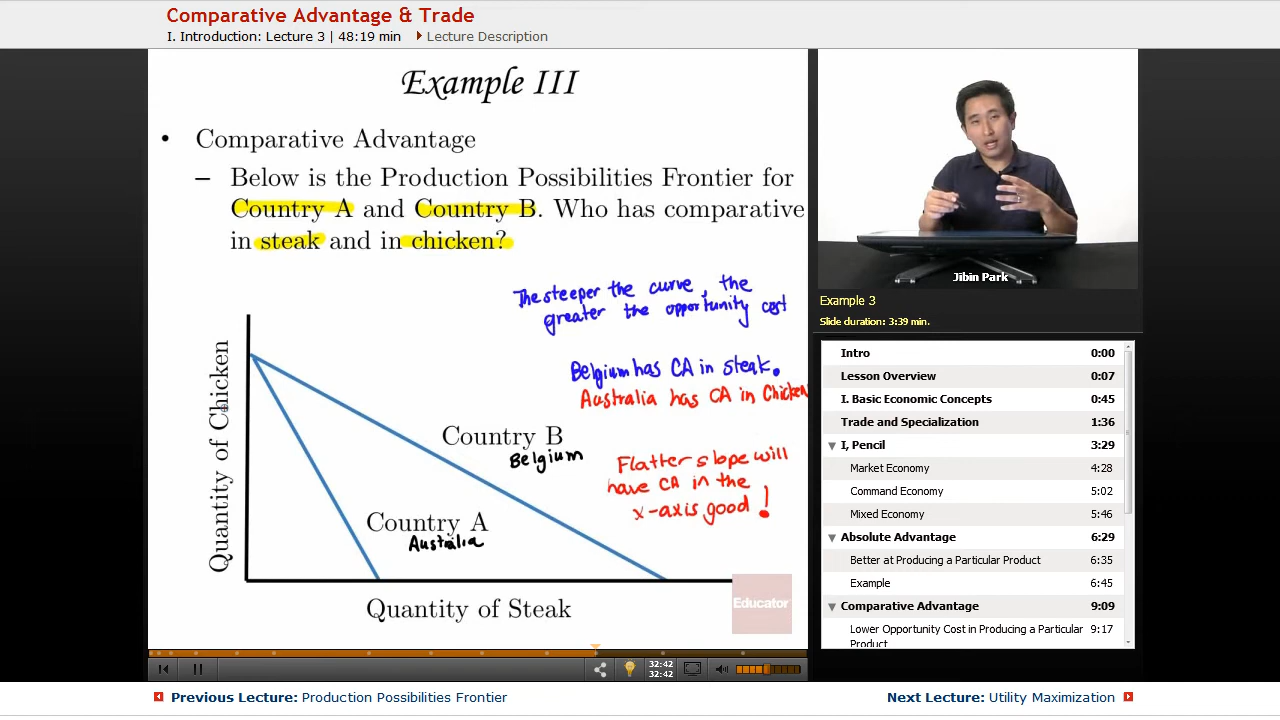 Comparative Advantage & Trade
I. Introduction: Lecture 3 | 48:19 min
Lecture Description
Example III
• Comparative Advantage
– Below is the Production Possibilities Frontier for
Country A and Country B. Who has comparative
in steak and in chicken?
The steeper the curve, the
greater the opportunity cost
Belgium has CA in steak.
Australia has CA in Chicken
Country B
Belgium
Flatter slope will
have CA in the
x-axis good!
Country A
Australia
Quantity of Chicken
Quantity of Steak
Educator
Jibin Park
Example 3
Slide duration: 3:39 min.
Intro 0:00
Lesson Overview 0:07
I. Basic Economic Concepts 0:45
Trade and Specialization 1:36
I, Pencil 3:29
Market Economy 4:28
Command Economy 5:02
Mixed Economy 5:46
Absolute Advantage 6:29
Better at Producing a Particular Product 6:35
Example 6:45
Comparative Advantage 9:09
Lower Opportunity Cost in Producing a Particular 9:17
Product
32:42
32:42
Previous Lecture: Production Possibilities Frontier
Next Lecture: Utility Maximization